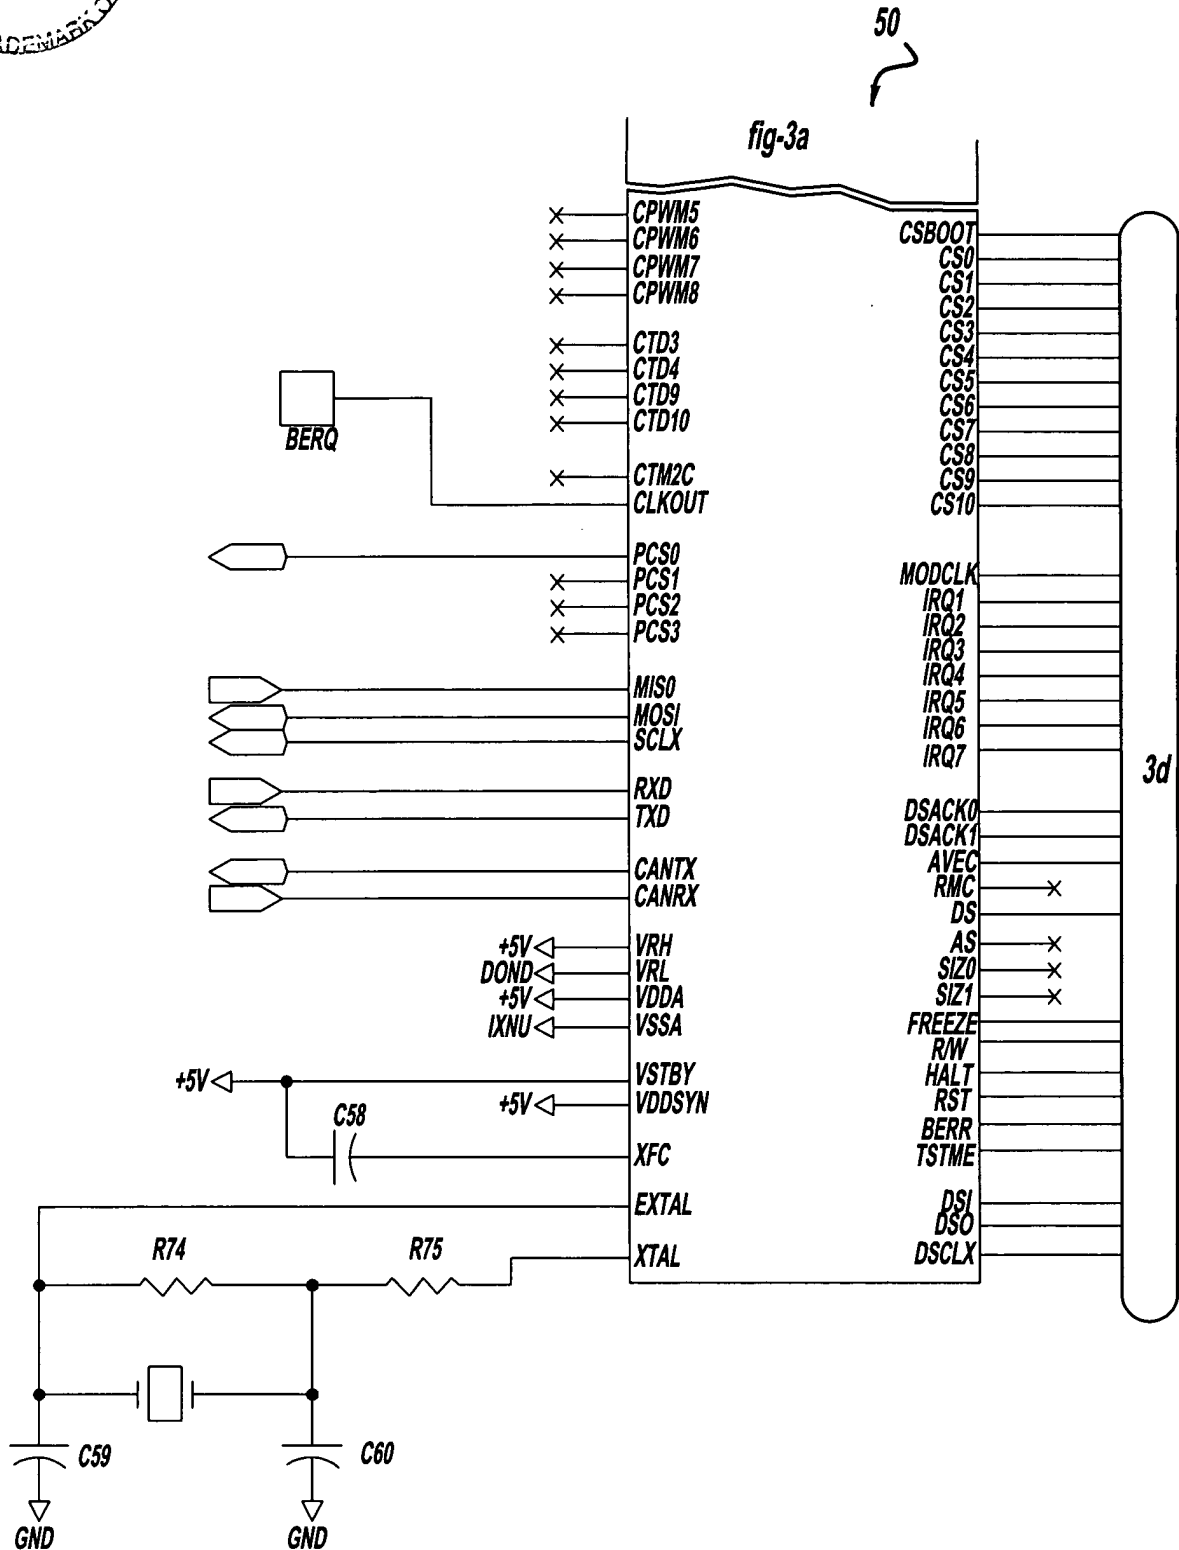 50
fig-3a
CPWM5
CPWM6
CPWM7
CPWM8
CTD3
CTD4
CTD9
CTD10
BERQ
CTM2C
CLKOUT
PCS0
PCS1
PCS2
PCS3
MIS0
MOSI
SCLX
RXD
TXD
CANTX
CANRX
+5V VRH
DOND VRL
+5V VDDA
IXNU VSSA
+5V VSTBY
+5V VDDSYN
C58
XFC
EXTAL
R74 R75
XTAL
C59 C60
GND GND
CSBOOT
CS0
CS1
CS2
CS3
CS4
CS5
CS6
CS7
CS8
CS9
CS10
MODCLK
IRQ1
IRQ2
IRQ3
IRQ4
IRQ5
IRQ6
IRQ7
3d
DSACK0
DSACK1
AVEC
RMC
DS
AS
SIZ0
SIZ1
FREEZE
R/W
HALT
RST
BERR
TSTME
DSI
DSO
DSCLX